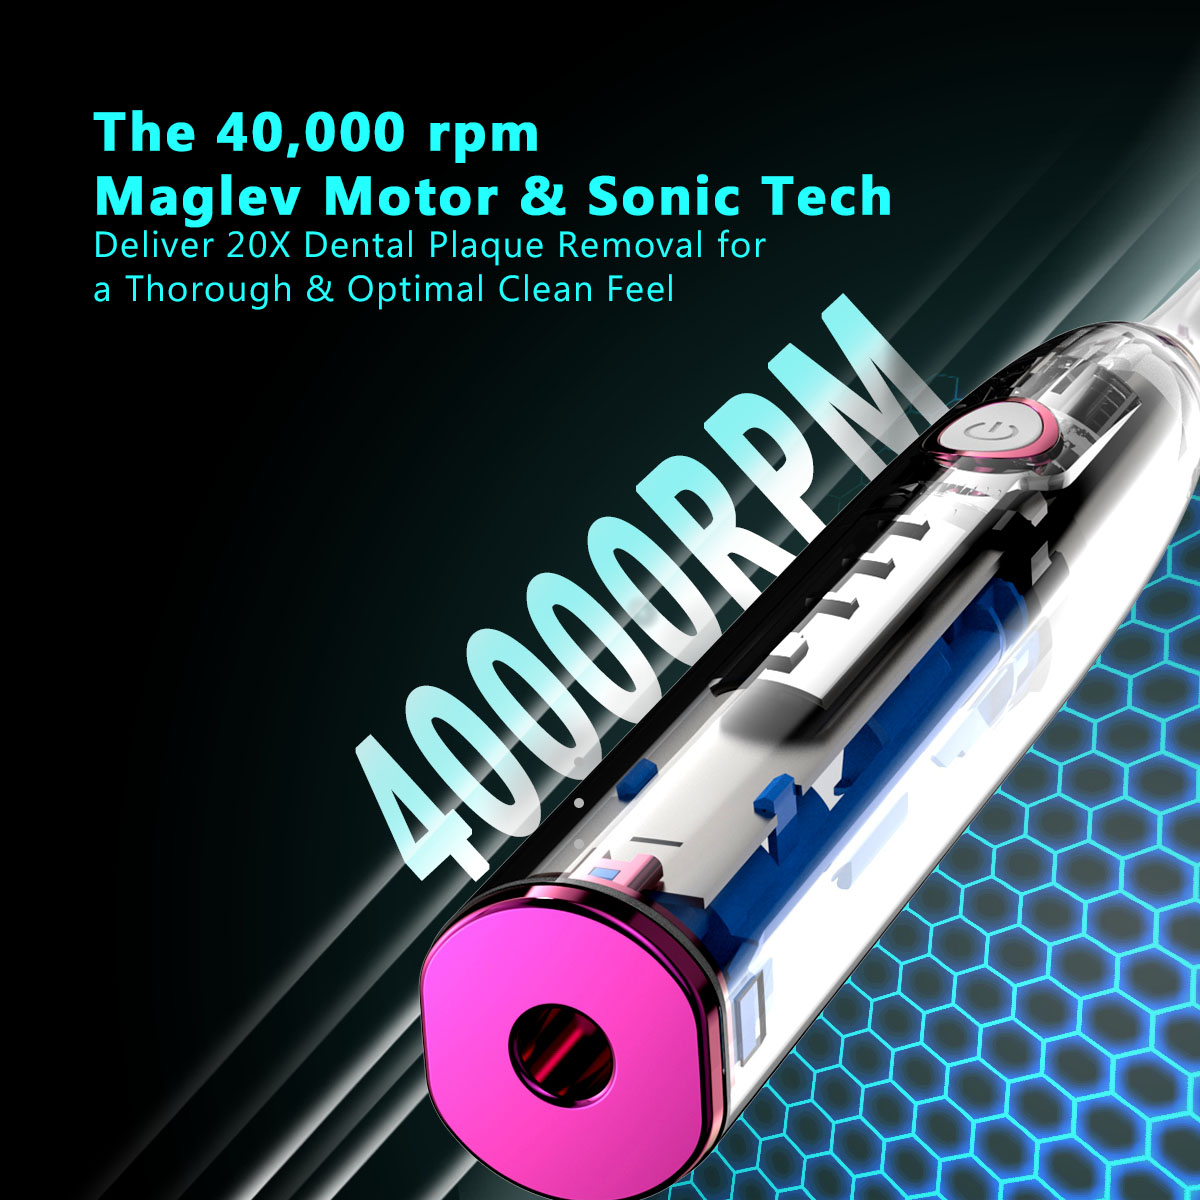 The 40,000 rpm
Maglev Motor & Sonic Tech
Deliver 20X Dental Plaque Removal for
a Thorough & Optimal Clean Feel
40000RPM